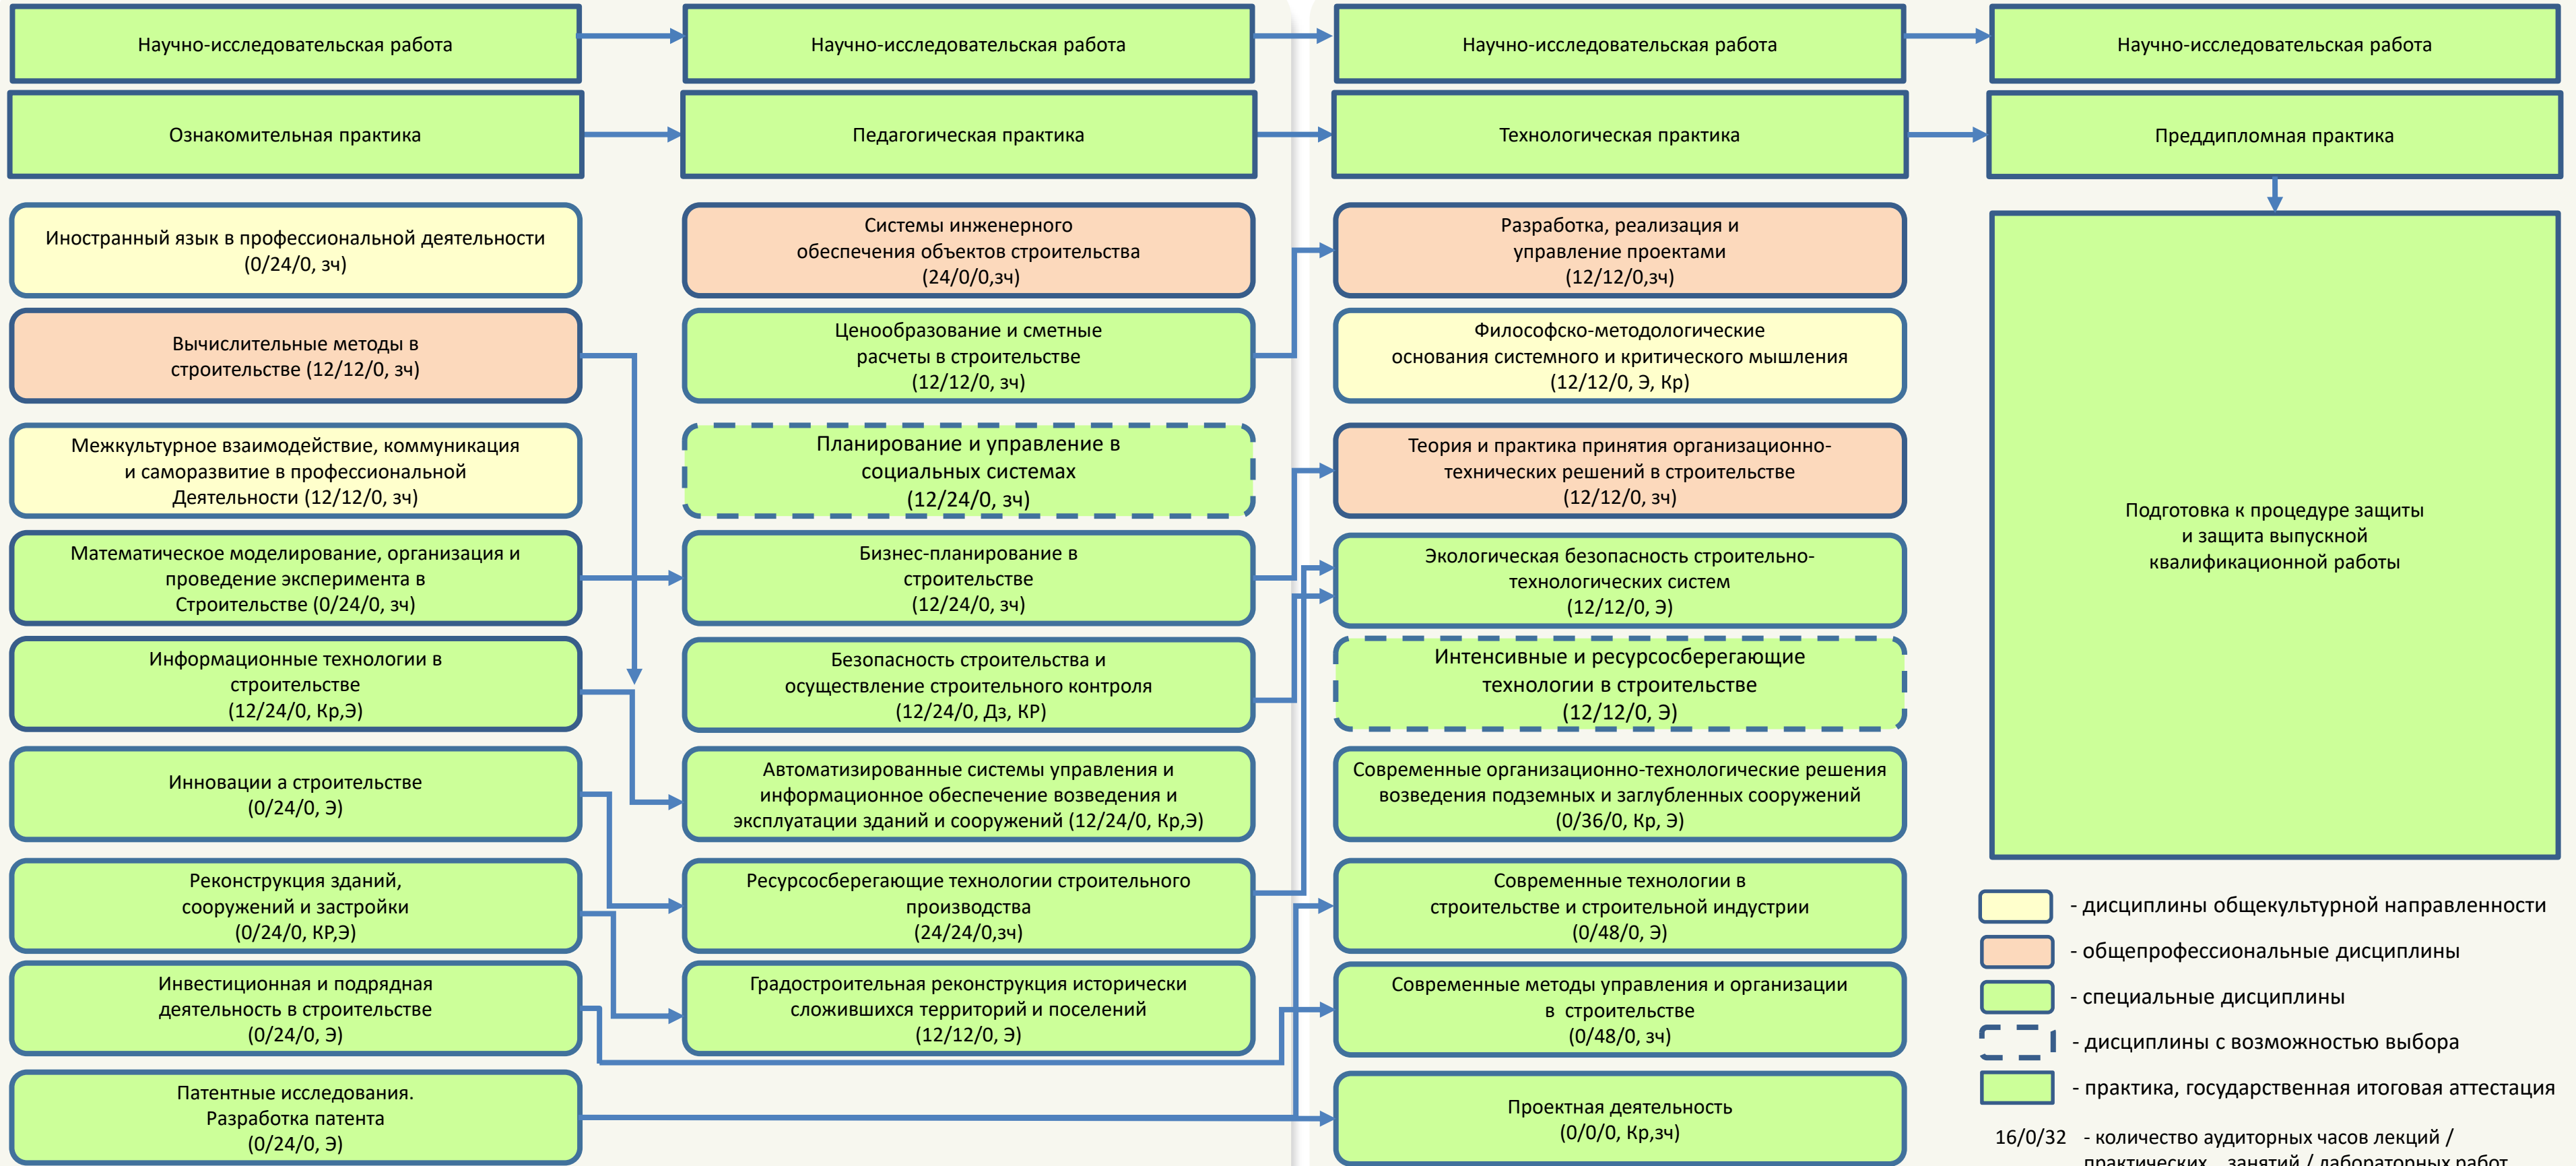 Научно-исследовательская работа
Научно-исследовательская работа
Научно-исследовательская работа
Научно-исследовательская работа
Ознакомительная практика
Педагогическая практика
Технологическая практика
Преддипломная практика
Иностранный язык в профессиональной деятельности
(0/24/0, зч)
Вычислительные методы в
строительстве (12/12/0, зч)
Межкультурное взаимодействие, коммуникация
и саморазвитие в профессиональной
Деятельности (12/12/0, зч)
Математическое моделирование, организация и
проведение эксперимента в
Строительстве (0/24/0, зч)
Информационные технологии в
строительстве
(12/24/0, Кр,Э)
Инновации а строительстве
(0/24/0, Э)
Реконструкция зданий,
сооружений и застройки
(0/24/0, КР,Э)
Инвестиционная и подрядная
деятельность в строительстве
(0/24/0, Э)
Патентные исследования.
Разработка патента
(0/24/0, Э)
Системы инженерного
обеспечения объектов строительства
(24/0/0,зч)
Ценообразование и сметные
расчеты в строительстве
(12/12/0, зч)
Планирование и управление в
социальных системах
(12/24/0, зч)
Бизнес-планирование в
строительстве
(12/24/0, зч)
Безопасность строительства и
осуществление строительного контроля
(12/24/0, Дз, КР)
Автоматизированные системы управления и
информационное обеспечение возведения и
эксплуатации зданий и сооружений (12/24/0, Кр,Э)
Ресурсосберегающие технологии строительного
производства
(24/24/0,зч)
Градостроительная реконструкция исторически
сложившихся территорий и поселений
(12/12/0, Э)
Разработка, реализация и
управление проектами
(12/12/0,зч)
Философско-методологические
основания системного и критического мышления
(12/12/0, Э, Кр)
Теория и практика принятия организационно-
технических решений в строительстве
(12/12/0, зч)
Экологическая безопасность строительно-
технологических систем
(12/12/0, Э)
Интенсивные и ресурсосберегающие
технологии в строительстве
(12/12/0, Э)
Современные организационно-технологические решения
возведения подземных и заглубленных сооружений
(0/36/0, Кр, Э)
Современные технологии в
строительстве и строительной индустрии
(0/48/0, Э)
Современные методы управления и организации
в строительстве
(0/48/0, зч)
Проектная деятельность
(0/0/0, Кр,зч)
Подготовка к процедуре защиты
и защита выпускной
квалификационной работы
- дисциплины общекультурной направленности
- общепрофессиональные дисциплины
- специальные дисциплины
- дисциплины с возможностью выбора
- практика, государственная итоговая аттестация
16/0/32 - количество аудиторных часов лекций /
практических занятий / лабораторных работ